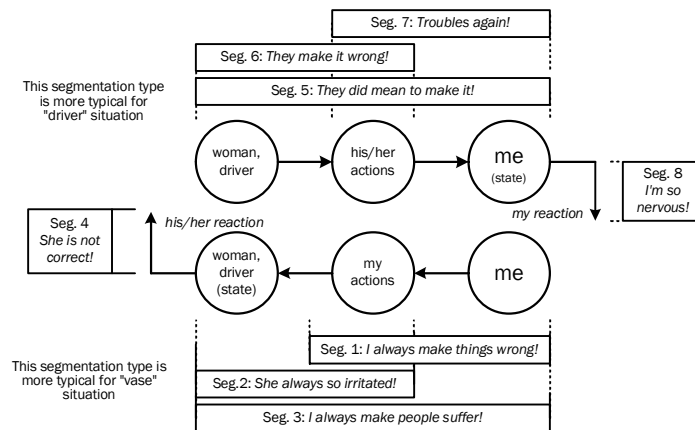 Seg. 7: Troubles again!
Seg. 6: They make it wrong!
This segmentation type
is more typical for
"driver" situation
Seg. 5: They did mean to make it!
woman,
driver
his/her
actions
me
(state)
Seg. 8
I'm so
nervous!
my reaction
Seg. 4
She is not
correct!
his/her reaction
woman,
driver
(state)
my
actions
me
Seg. 1: I always make things wrong!
This segmentation type is
more typical for "vase"
situation
Seg.2: She always so irritated!
Seg. 3: I always make people suffer!